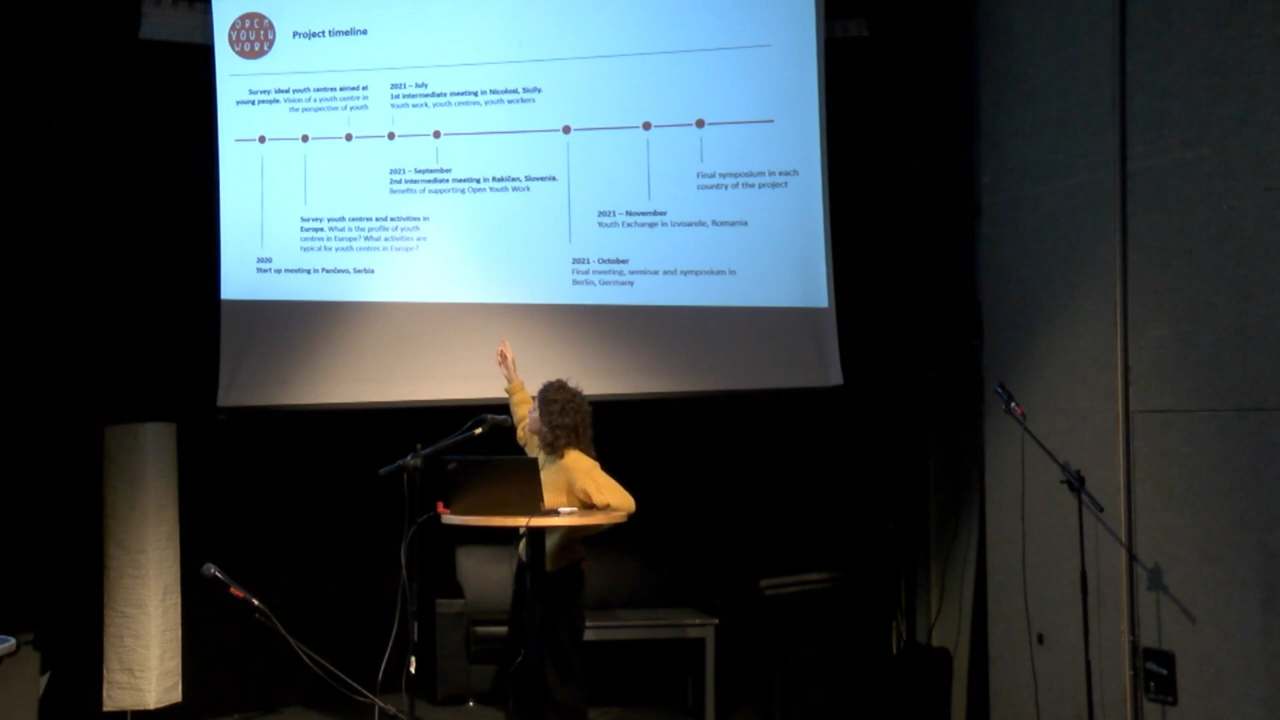 OPEN
YOUTH
WORK
Project timeline
Survey: ideal youth centres aimed at
young people. Vision of a youth centre in
the perspective of youth
2021 – July
1st intermediate meeting in Nicolosi, Sicily.
Youth work, youth centres, youth workers
2021 – September
2nd intermediate meeting in Rakičan, Slovenia.
Benefits of supporting Open Youth Work
Final symposium in each
country of the project
Survey: youth centres and activities in
Europe. What is the profile of youth
centres in Europe? What activities are
typical for youth centres in Europe?
2021 – November
Youth Exchange in Izvoarele, Romania
2020
Start up meeting in Pančevo, Serbia
2021 - October
Final meeting, seminar and symposium in
Berlin, Germany